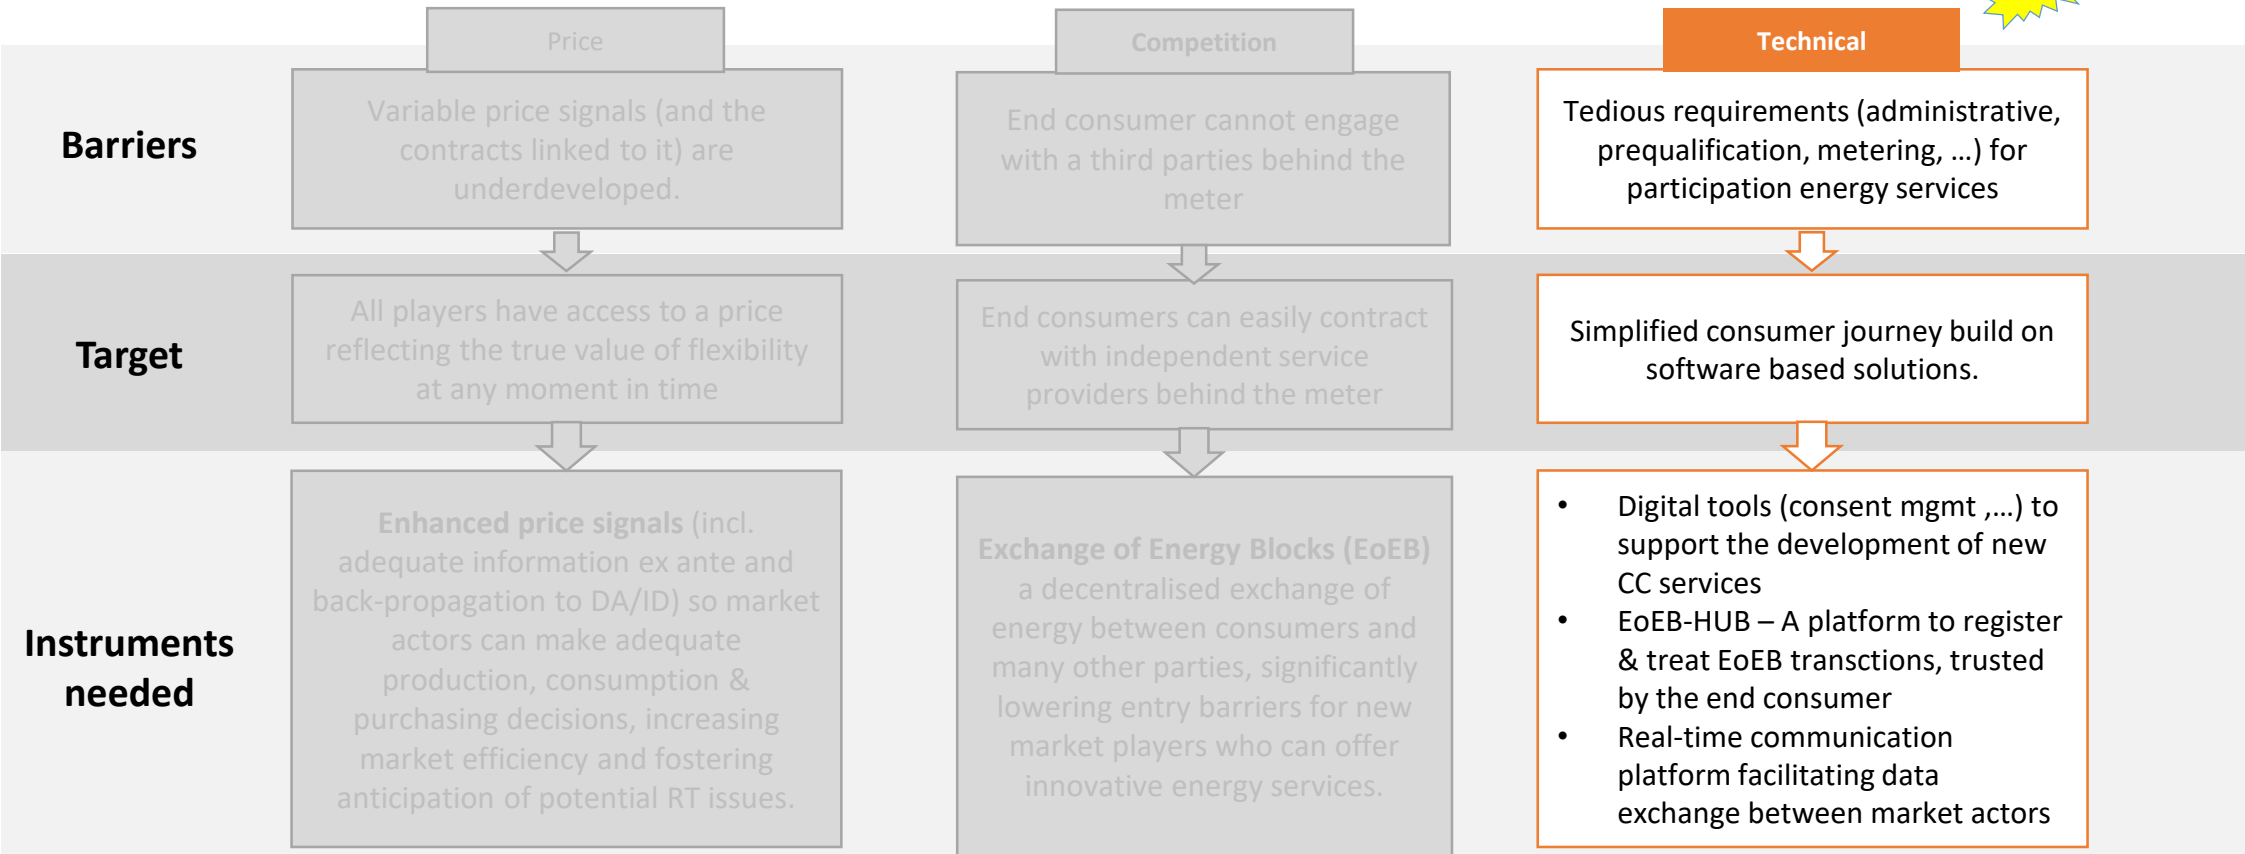 Price
Competition
Technical
Barriers
Variable price signals (and the
contracts linked to it) are
underdeveloped.
End consumer cannot engage
with a third parties behind the
meter
Tedious requirements (administrative,
prequalification, metering, …) for
participation energy services
Target
All players have access to a price
reflecting the true value of flexibility
at any moment in time
End consumers can easily contract
with independent service
providers behind the meter
Simplified consumer journey build on
software based solutions.
Instruments
needed
Enhanced price signals (incl.
adequate information ex ante and
back-propagation to DA/ID) so market
actors can make adequate
production, consumption &
purchasing decisions, increasing
market efficiency and fostering
anticipation of potential RT issues.
Exchange of Energy Blocks (EoEB)
a decentralised exchange of
energy between consumers and
many other parties, significantly
lowering entry barriers for new
market players who can offer
innovative energy services.
• Digital tools (consent mgmt ,…) to
support the development of new
CC services
• EoEB-HUB – A platform to register
& treat EoEB transctions, trusted
by the end consumer
• Real-time communication
platform facilitating data
exchange between market actors